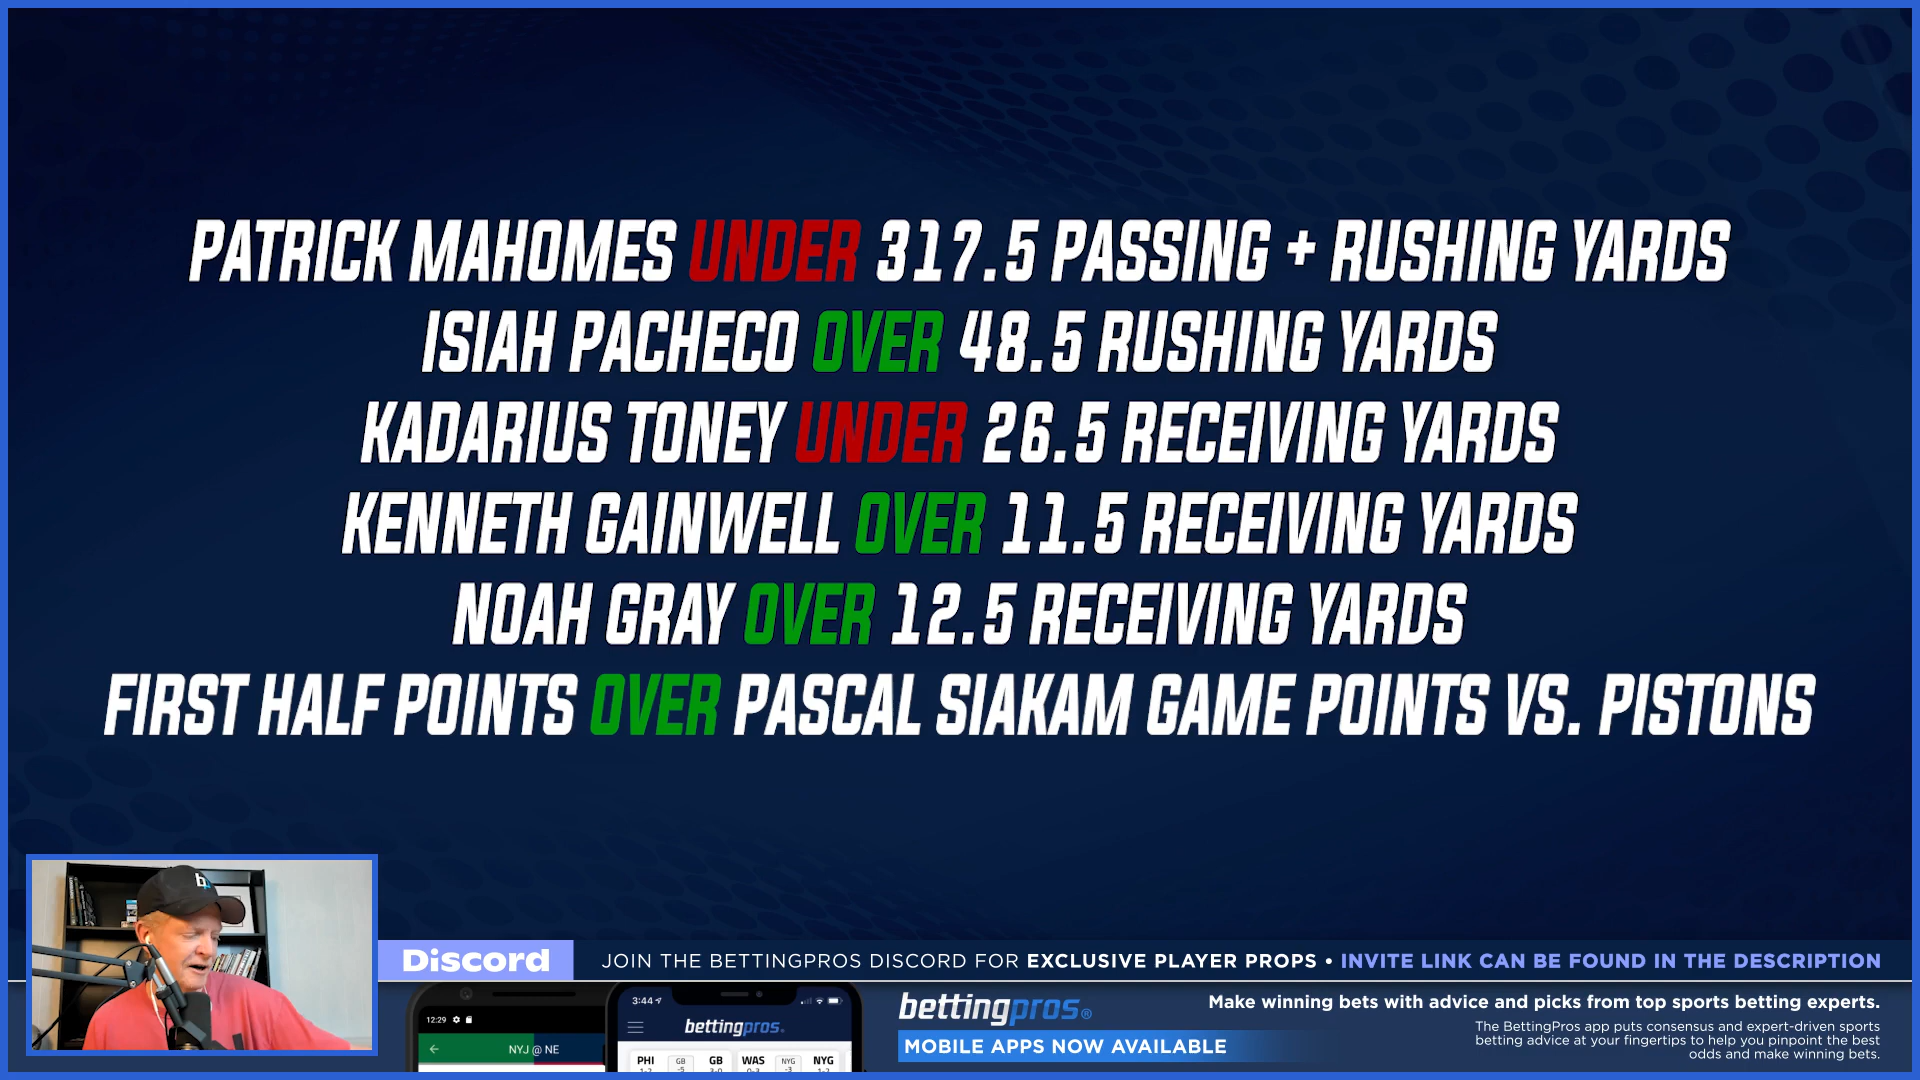 PATRICK MAHOMES UNDER 317.5 PASSING + RUSHING YARDS
ISIAH PACHECO OVER 48.5 RUSHING YARDS
KADARIUS TONEY UNDER 26.5 RECEIVING YARDS
KENNETH GAINWELL OVER 11.5 RECEIVING YARDS
NOAH GRAY OVER 12.5 RECEIVING YARDS
FIRST HALF POINTS OVER PASCAL SIAKAM GAME POINTS VS. PISTONS
Discord
JOIN THE BETTINGPROS DISCORD FOR EXCLUSIVE PLAYER PROPS • INVITE LINK CAN BE FOUND IN THE DESCRIPTION
12:29
NYJ @ NE
3:44
bettingpros.
PHI GB GB WAS NYG NYG
-5 -3
bettingpros®
MOBILE APPS NOW AVAILABLE
Make winning bets with advice and picks from top sports betting experts.
The BettingPros app puts consensus and expert-driven sports
betting advice at your fingertips to help you pinpoint the best
odds and make winning bets.